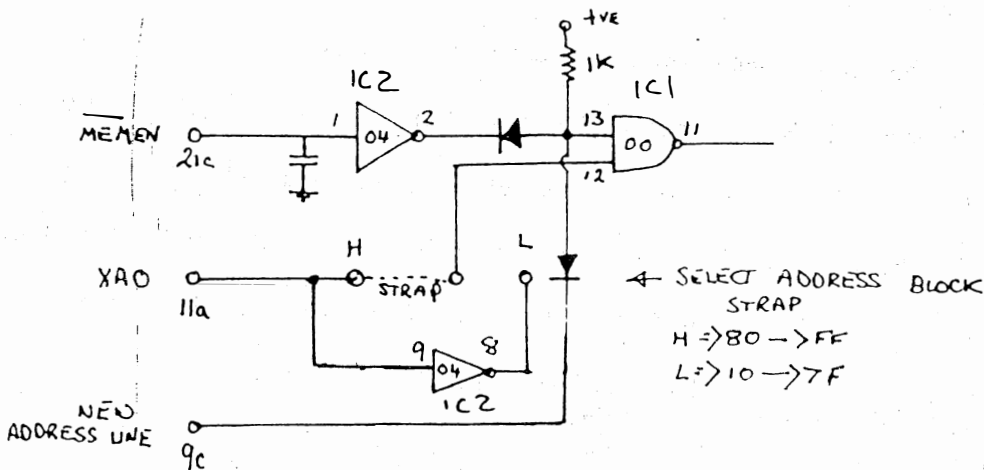 +VE
1K
IC2
IC1
MEMEN
1
04
2
13
00
11
21c
12
H
L
XAO
STRAP
11a
← SELECT ADDRESS BLOCK
STRAP
H => 80 -> FF
L => 10 -> 7F
9
04
8
IC2
NEW
ADDRESS LINE
9c